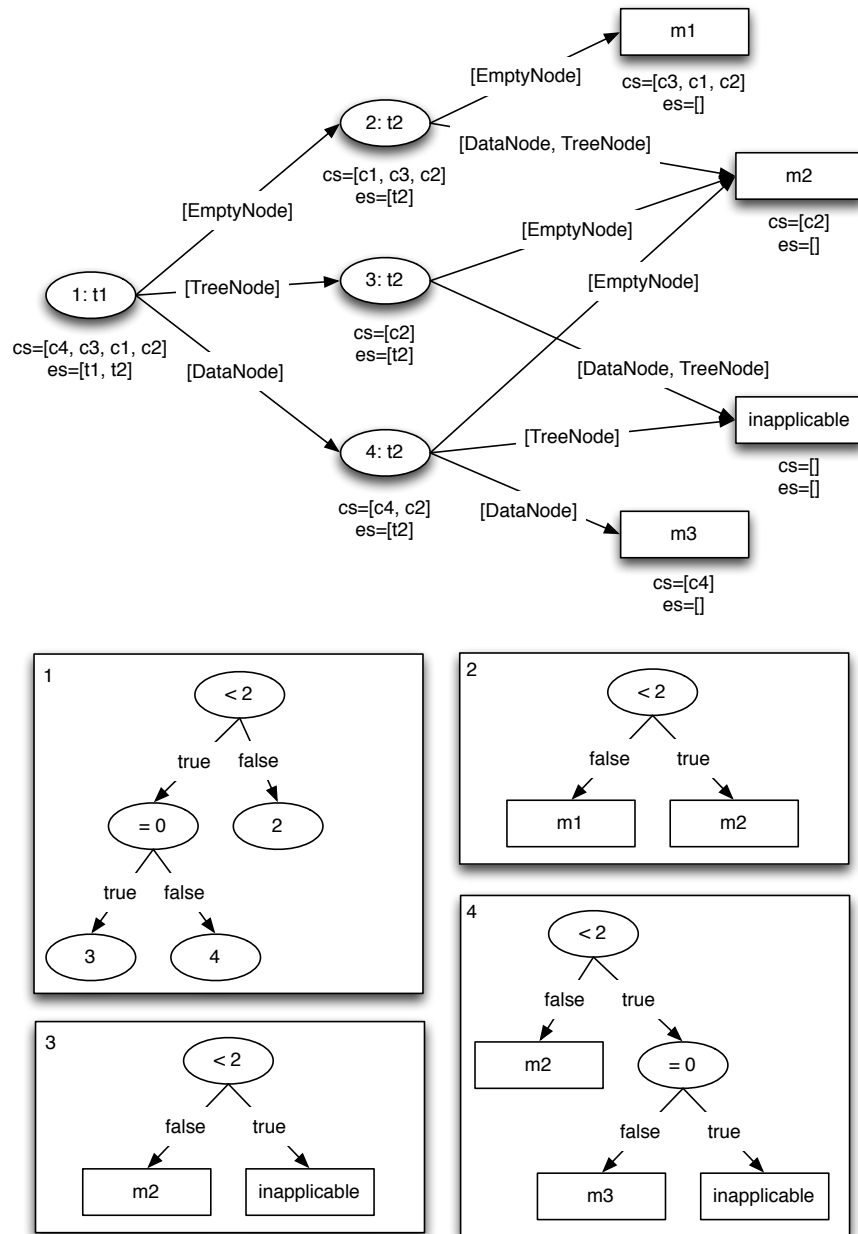 m1
[EmptyNode]
cs=[c3, c1, c2]
es=[]
2: t2
[DataNode, TreeNode]
m2
cs=[c1, c3, c2]
es=[t2]
[EmptyNode]
cs=[c2]
es=[]
[EmptyNode]
[EmptyNode]
1: t1
[TreeNode]
3: t2
cs=[c4, c3, c1, c2]
es=[t1, t2]
cs=[c2]
es=[t2]
[DataNode]
[DataNode, TreeNode]
inapplicable
[TreeNode]
4: t2
cs=[]
es=[]
cs=[c4, c2]
es=[t2]
[DataNode]
m3
cs=[c4]
es=[]
1
< 2
true
false
= 0
2
true
false
3
4
2
< 2
false
true
m1
m2
3
< 2
false
true
m2
inapplicable
4
< 2
false
true
m2
= 0
false
true
m3
inapplicable